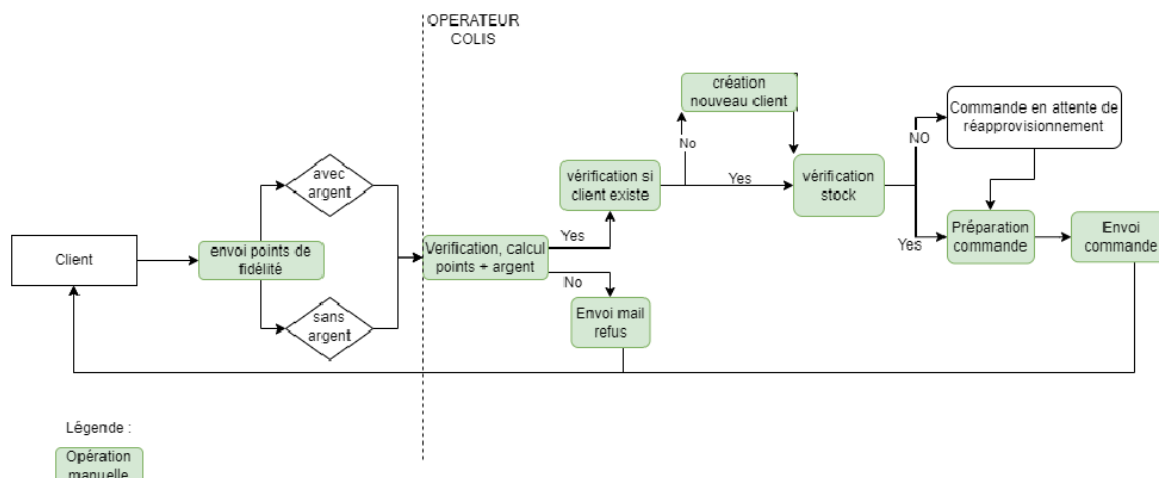 OPERATEUR
COLIS
Client
envoi points de
fidélité
avec
argent
sans
argent
Verification, calcul
points + argent
Yes
No
Envoi mail
refus
vérification si
client existe
No
Yes
création
nouveau client
vérification
stock
NO
Yes
Commande en attente de
réapprovisionnement
Préparation
commande
Envoi
commande
Légende :
Opération
manuelle